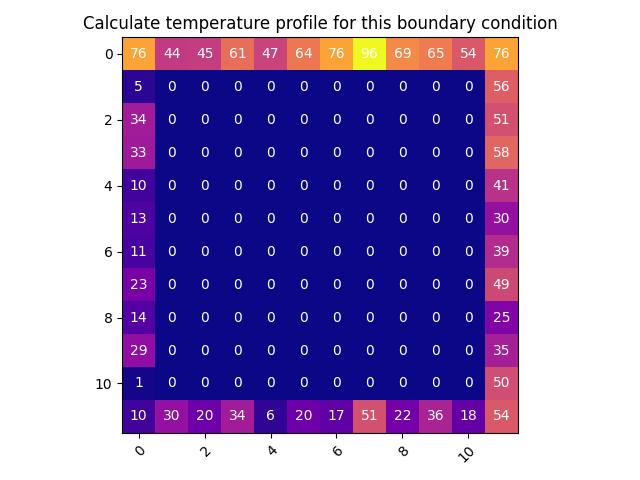 Calculate temperature profile for this boundary condition
0 76 44 45 61 47 64 76 96 69 65 54 76
5 0 0 0 0 0 0 0 0 0 0 56
2 34 0 0 0 0 0 0 0 0 0 0 51
33 0 0 0 0 0 0 0 0 0 0 58
4 10 0 0 0 0 0 0 0 0 0 0 41
13 0 0 0 0 0 0 0 0 0 0 30
6 11 0 0 0 0 0 0 0 0 0 0 39
23 0 0 0 0 0 0 0 0 0 0 49
8 14 0 0 0 0 0 0 0 0 0 0 25
29 0 0 0 0 0 0 0 0 0 0 35
10 1 0 0 0 0 0 0 0 0 0 0 50
10 30 20 34 6 20 17 51 22 36 18 54
0 2 4 6 8 10